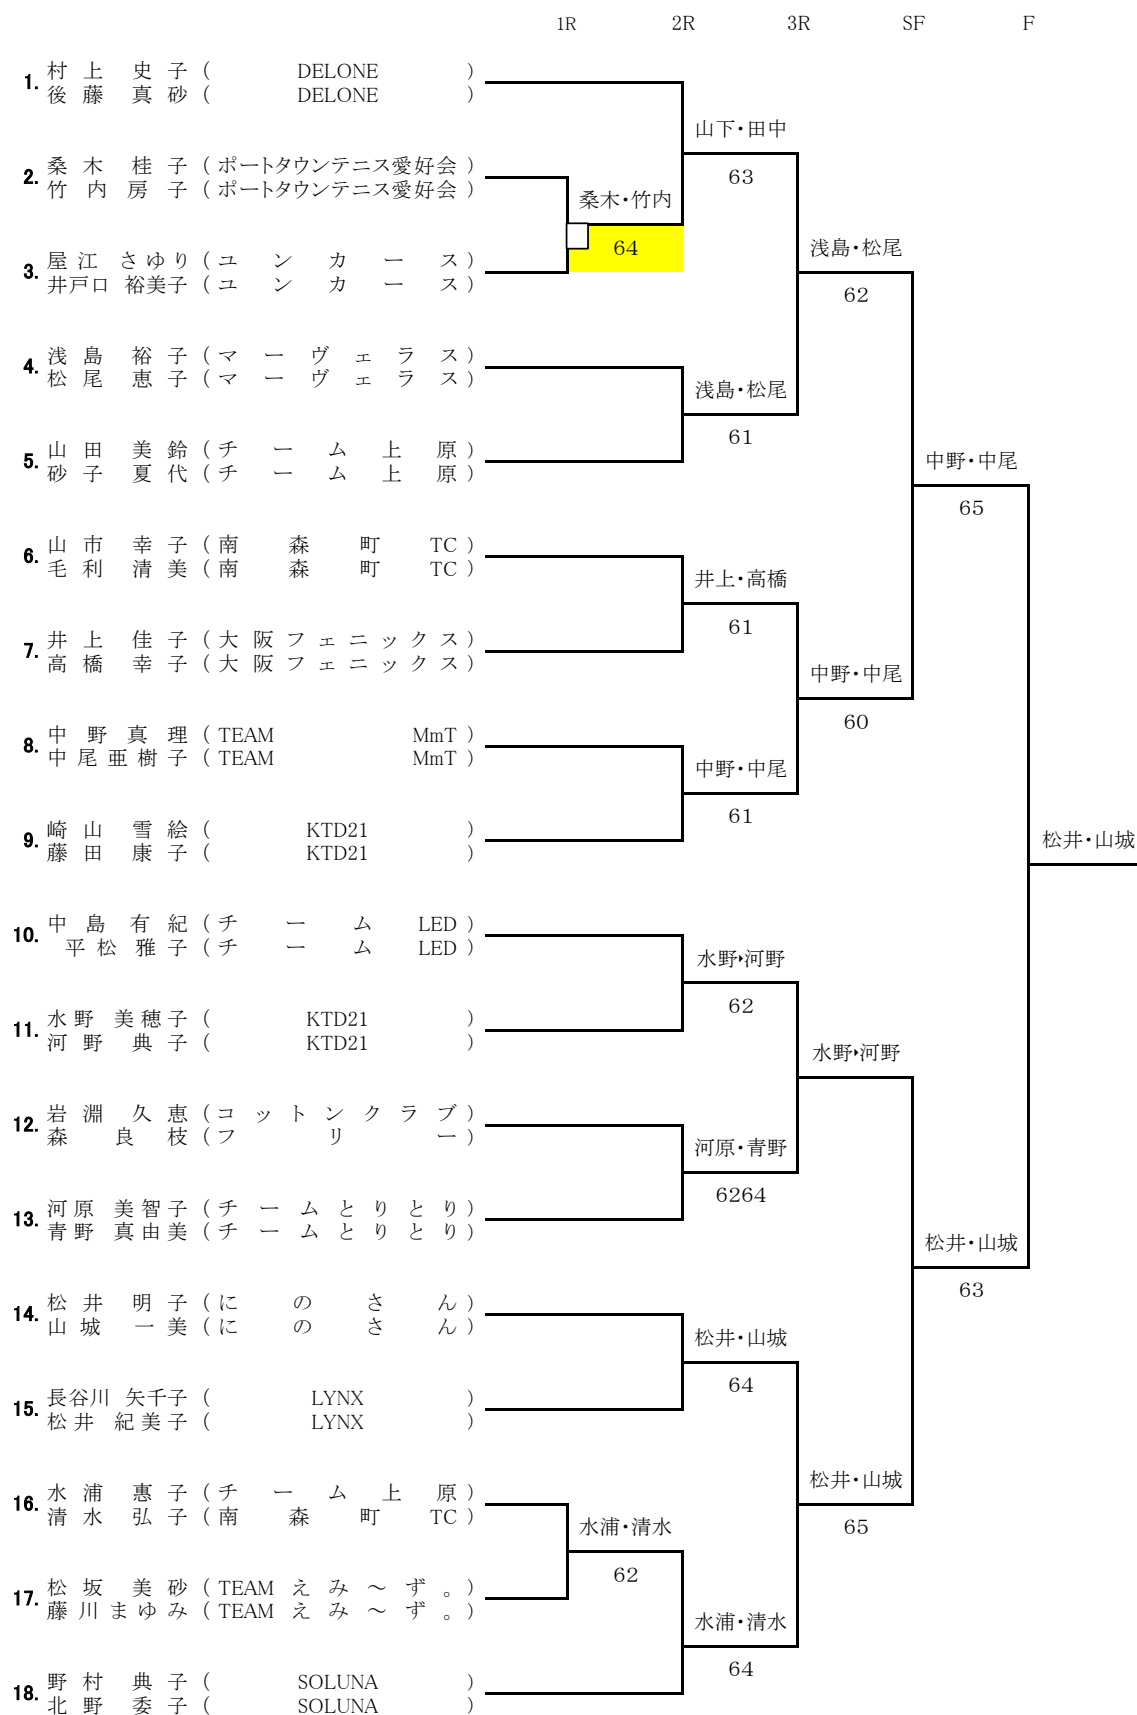 1R 2R 3R SF F
1. 村上 史子 ( DELONE )
後藤 真砂 ( DELONE )
山下・田中
63
2. 桑木 桂子 ( ポートタウンテニス愛好会 )
竹内 房子 ( ポートタウンテニス愛好会 )
桑木・竹内
64
3. 屋江 さゆり ( ユンカース )
井戸口 裕美子 ( ユンカース )
浅島・松尾
62
4. 浅島 裕子 ( マーヴェラス )
松尾 恵子 ( マーヴェラス )
浅島・松尾
61
5. 山田 美鈴 ( チーム上原 )
砂子 夏代 ( チーム上原 )
中野・中尾
65
6. 山市 幸子 ( 南森町TC )
毛利 清美 ( 南森町TC )
井上・高橋
61
7. 井上 佳子 ( 大阪フェニックス )
高橋 幸子 ( 大阪フェニックス )
中野・中尾
60
8. 中野真理 ( TEAM MmT )
中尾亜樹子 ( TEAM MmT )
中野・中尾
61
9. 崎山 雪絵 ( KTD21 )
藤田 康子 ( KTD21 )
松井・山城
10. 中島 有紀 ( チームLED )
平松 雅子 ( チームLED )
水野・河野
62
11. 水野 美穂子 ( KTD21 )
河野 典子 ( KTD21 )
水野・河野
12. 岩淵 久恵 ( コットンクラブ )
森 良枝 ( フリー )
河原・青野
6264
13. 河原 美智子 ( チームとりとり )
青野 真由美 ( チームとりとり )
松井・山城
63
14. 松井 明子 ( にのさん )
山城 一美 ( にのさん )
松井・山城
64
15. 長谷川 矢千子 ( LYNX )
松井 紀美子 ( LYNX )
松井・山城
65
16. 水浦 惠子 ( チーム上原 )
清水 弘子 ( 南森町TC )
水浦・清水
62
17. 松坂 美砂 ( TEAMえみ～ず。 )
藤川まゆみ ( TEAMえみ～ず。 )
水浦・清水
64
18. 野村 典子 ( SOLUNA )
北野 委子 ( SOLUNA )